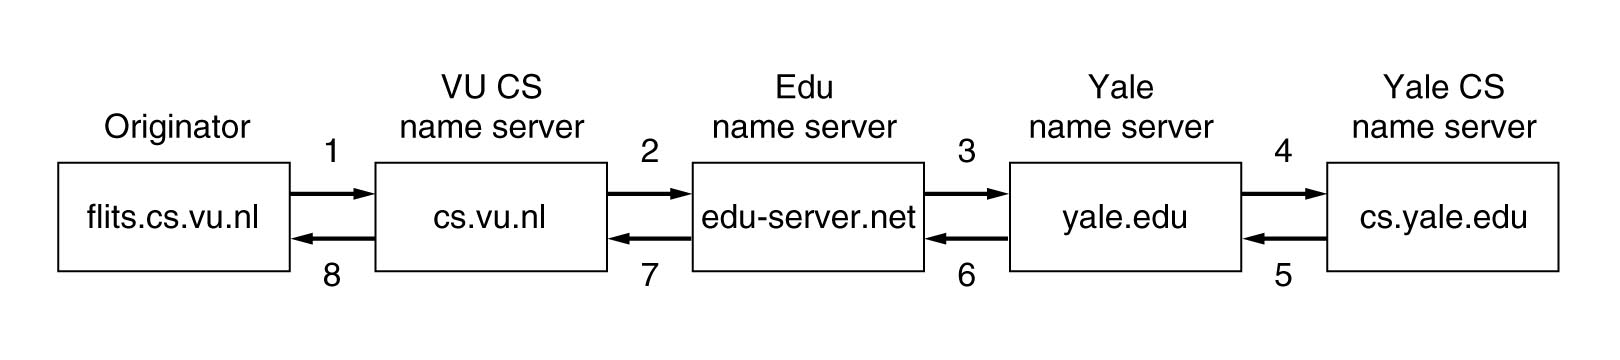 Originator
VU CS
name server
Edu
name server
Yale
name server
Yale CS
name server
1
2
3
4
flits.cs.vu.nl
cs.vu.nl
edu-server.net
yale.edu
cs.yale.edu
8
7
6
5